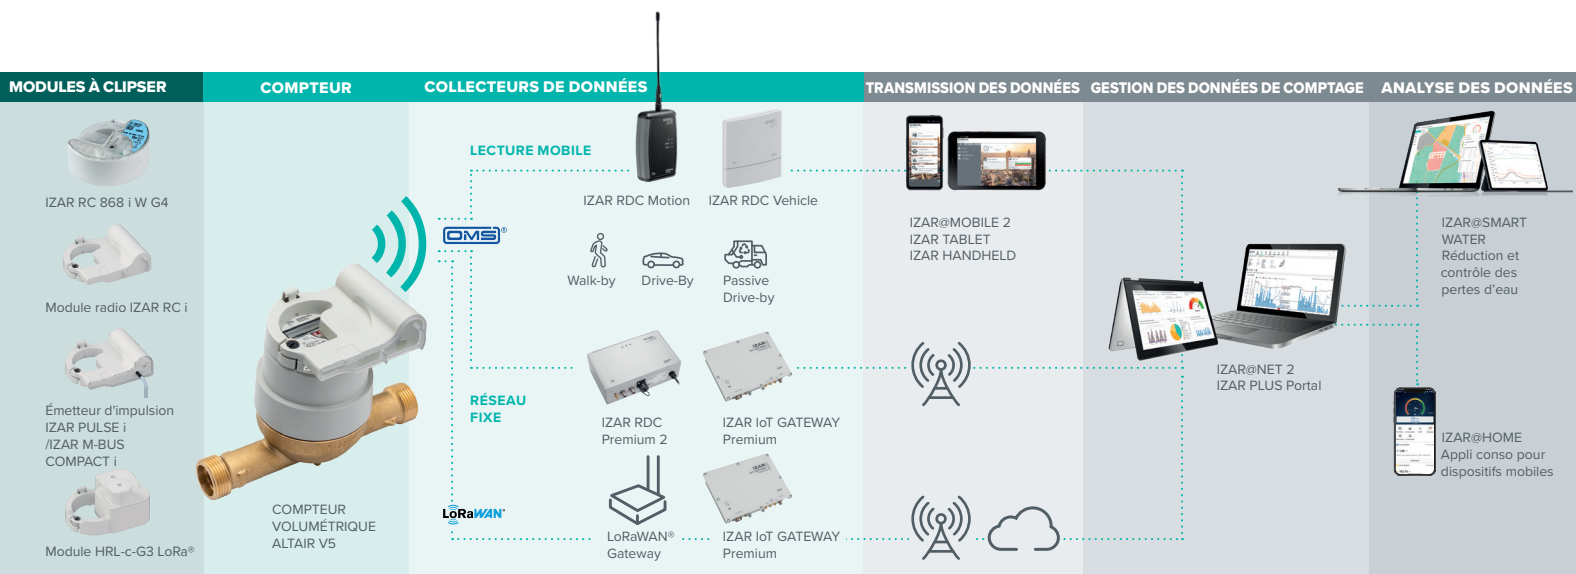 MODULES À CLIPSER
COMPTEUR
COLLECTEURS DE DONNÉES
TRANSMISSION DES DONNÉES
GESTION DES DONNÉES DE COMPTAGE
ANALYSE DES DONNÉES
IZAR RC 868 i W G4
Module radio IZAR RC i
Émetteur d'impulsion
IZAR PULSE i
/IZAR M-BUS
COMPACT i
Module HRL-c-G3 LoRa®
COMPTEUR
VOLUMÉTRIQUE
ALTAIR V5
OMS®
LoRaWAN
LECTURE MOBILE
IZAR RDC Motion
IZAR RDC Vehicle
Walk-by
Drive-By
Passive
Drive-by
RÉSEAU
FIXE
IZAR RDC
Premium 2
IZAR IoT GATEWAY
Premium
LoRaWAN®
Gateway
IZAR IoT GATEWAY
Premium
IZAR@MOBILE 2
IZAR TABLET
IZAR HANDHELD
IZAR@NET 2
IZAR PLUS Portal
IZAR@SMART
WATER
Réduction et
contrôle des
pertes d'eau
IZAR@HOME
Appli conso pour
dispositifs mobiles